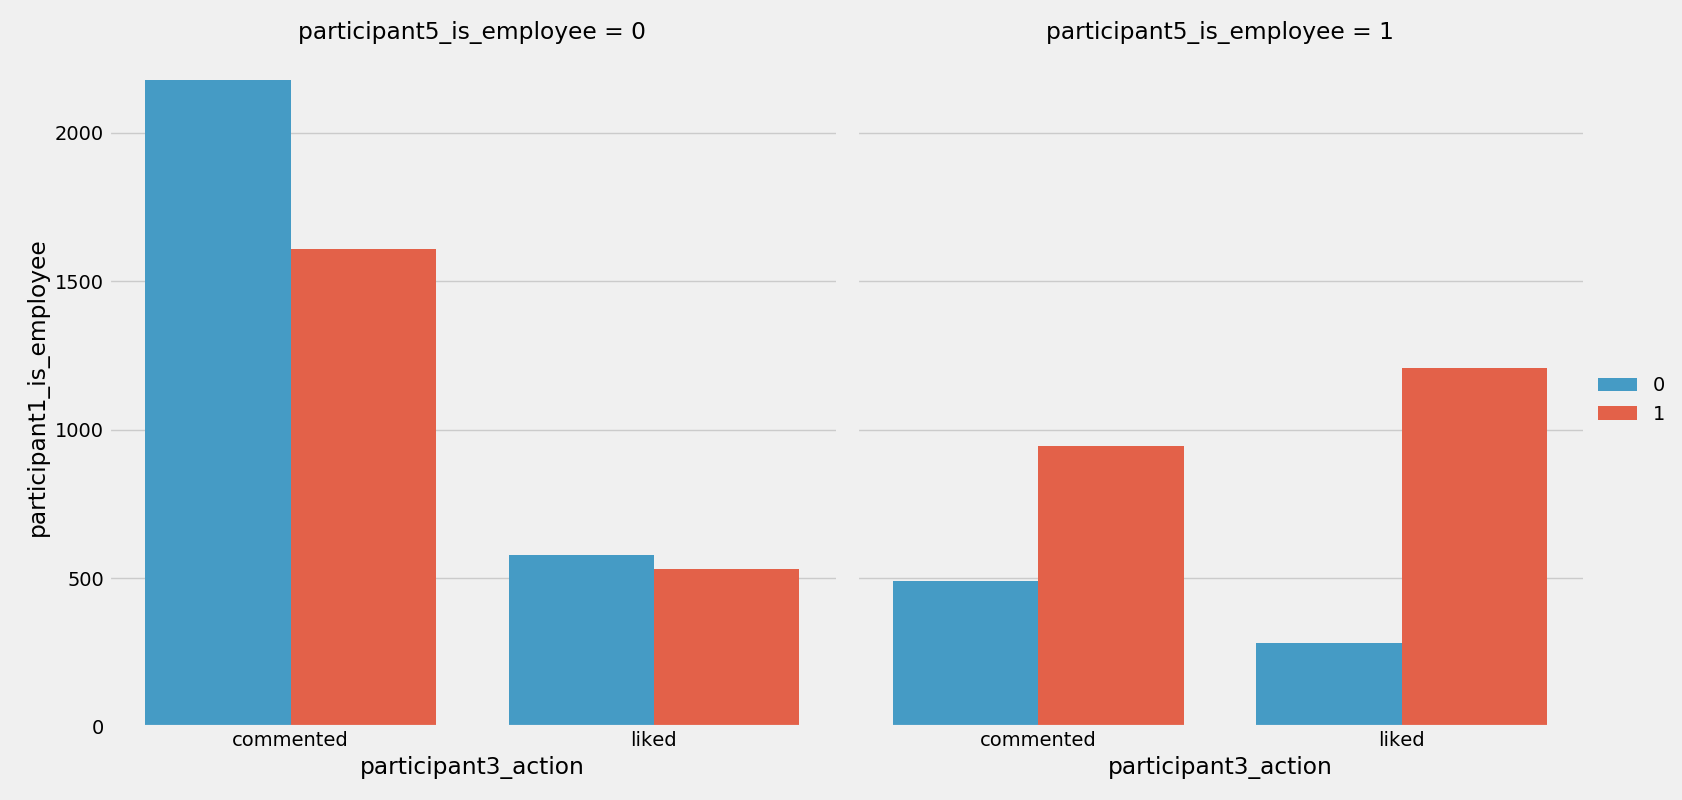 participant5_is_employee = 0
participant5_is_employee = 1
participant1_is_employee
2000
1500
1000
500
0
commented
liked
commented
liked
participant3_action
participant3_action
0
1